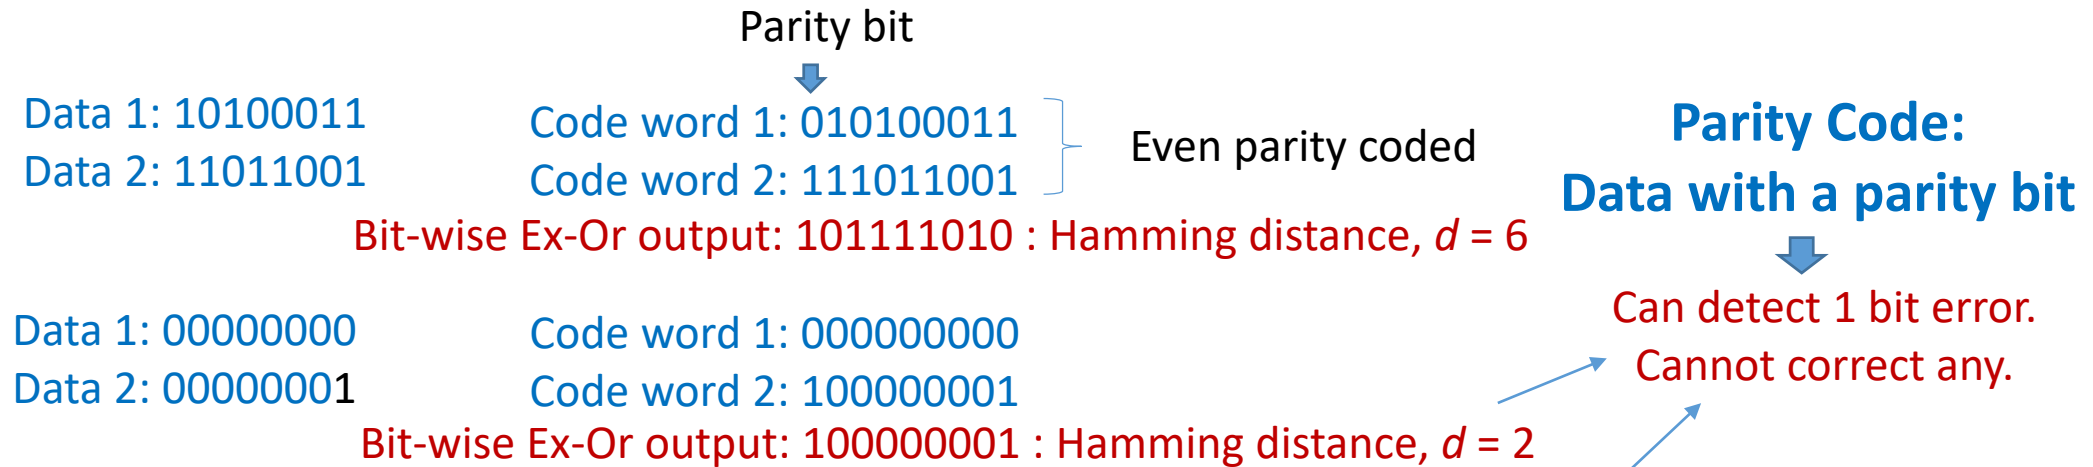 Parity bit
Data 1: 10100011
Data 2: 11011001
Code word 1: 010100011
Code word 2: 111011001
Even parity coded
Bit-wise Ex-Or output: 101111010 : Hamming distance, d = 6
Data 1: 00000000
Data 2: 00000001
Code word 1: 000000000
Code word 2: 100000001
Bit-wise Ex-Or output: 100000001 : Hamming distance, d = 2
Parity Code:
Data with a parity bit
Can detect 1 bit error.
Cannot correct any.